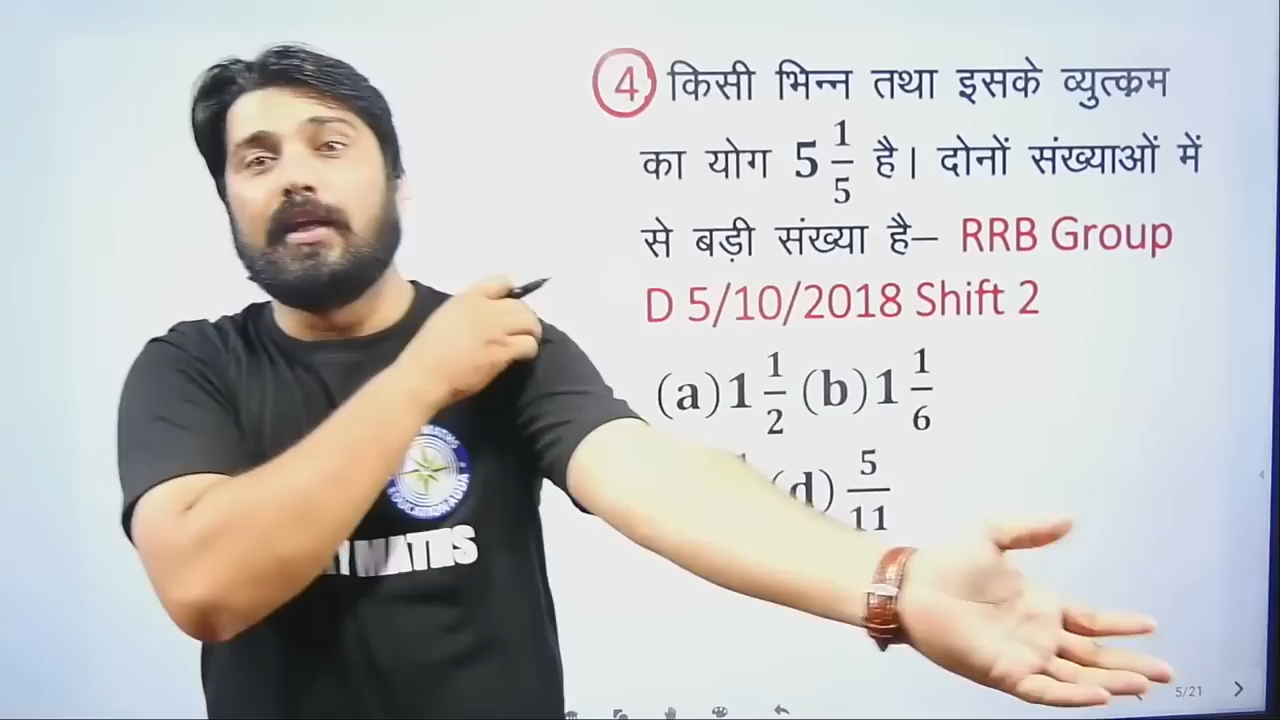 4 किसी भिन्न तथा इसके व्युत्क्रम
का योग 5 1/5 है। दोनों संख्याओं में
से बड़ी संख्या है– RRB Group
D 5/10/2018 Shift 2
(a) 1 1/2 (b) 1 1/6
(d) 5/11
MATHS
5/21